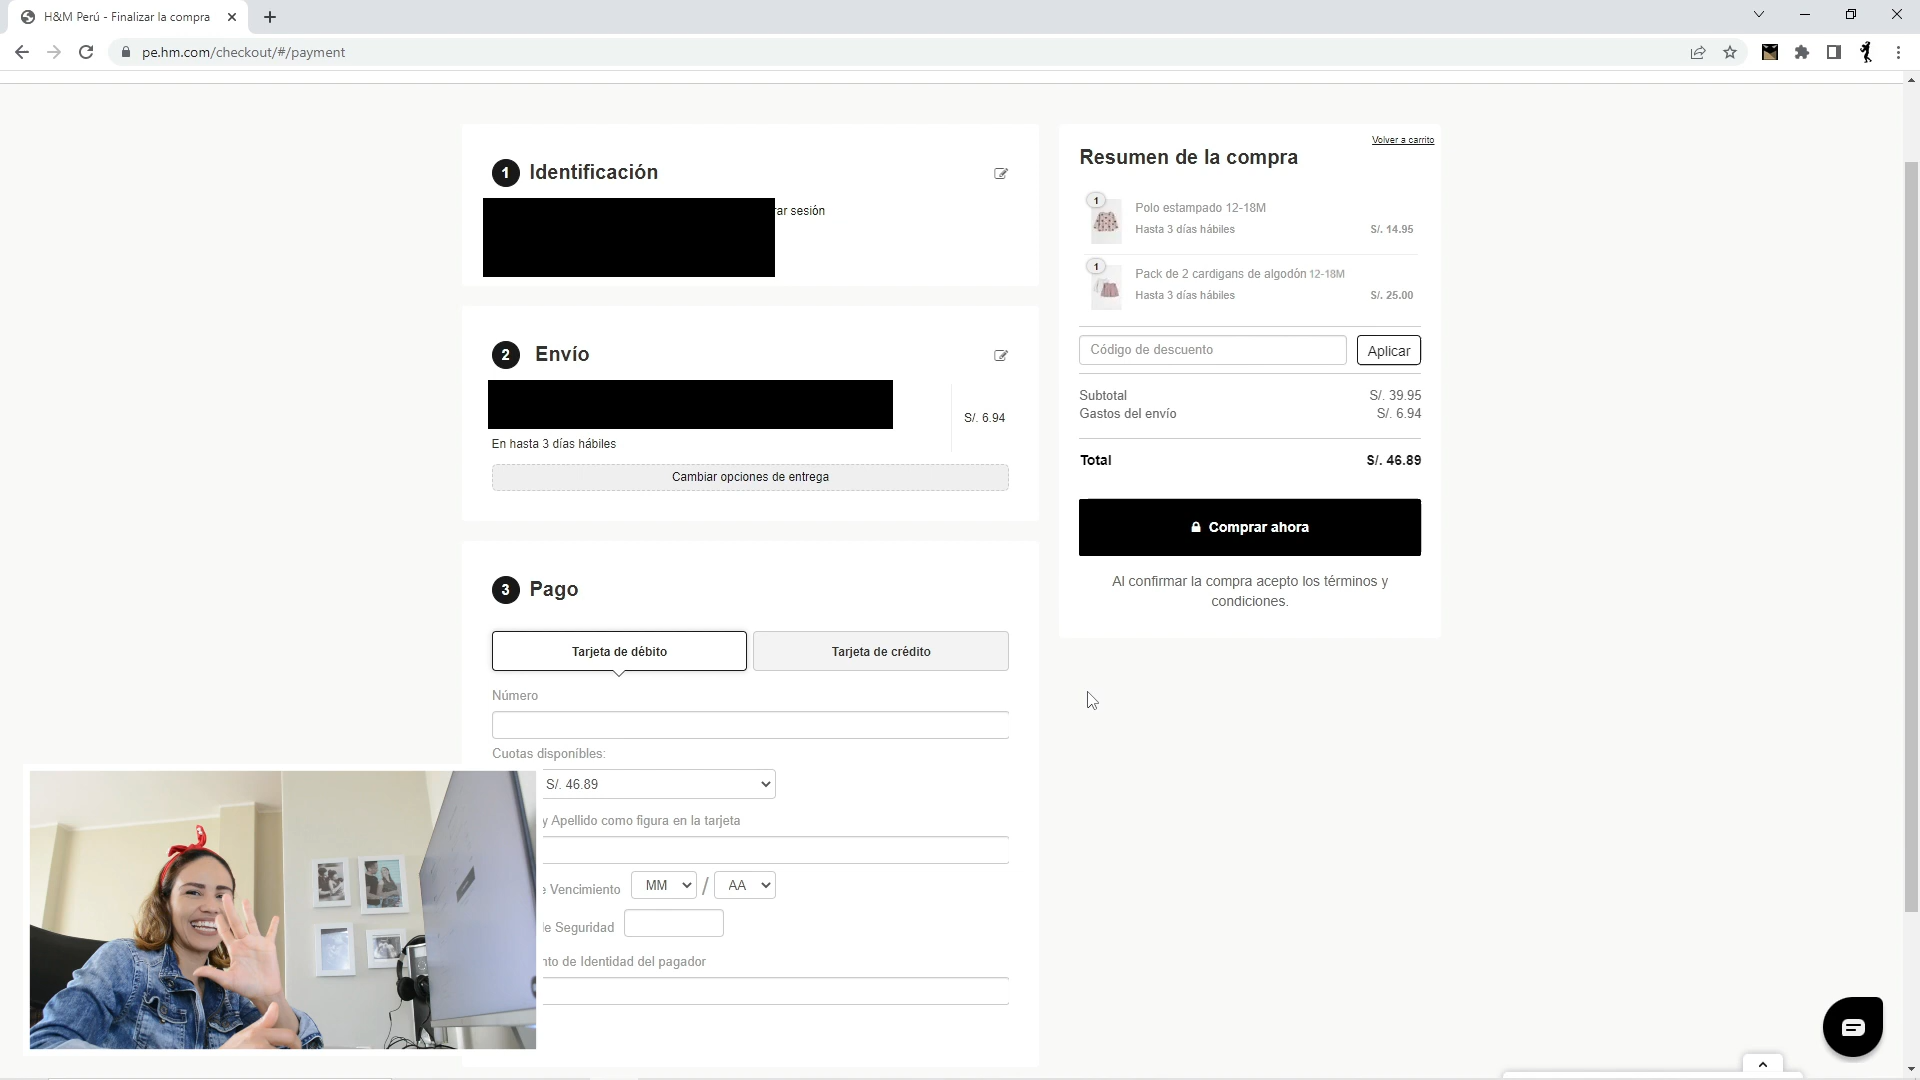 H&M Perú - Finalizar la compra
pe.hm.com/checkout/#/payment
1 Identificación
rar sesión
2 Envío
S/. 6.94
En hasta 3 días hábiles
Cambiar opciones de entrega
3 Pago
Tarjeta de débito
Tarjeta de crédito
Número
Cuotas disponibles:
S/. 46.89
y Apellido como figura en la tarjeta
e Vencimiento MM / AA
de Seguridad
nto de Identidad del pagador
Volver a carrito
Resumen de la compra
1
Polo estampado 12-18M
Hasta 3 días hábiles S/. 14.95
1
Pack de 2 cardigans de algodón 12-18M
Hasta 3 días hábiles S/. 25.00
Código de descuento Aplicar
Subtotal S/. 39.95
Gastos del envío S/. 6.94
Total S/. 46.89
Comprar ahora
Al confirmar la compra acepto los términos y
condiciones.